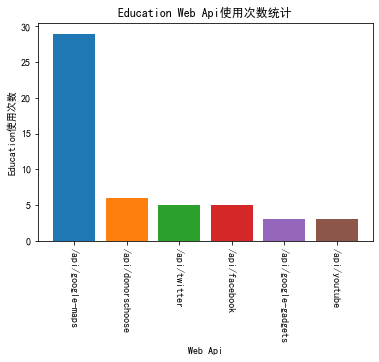 Education Web Api使用次数统计
Education使用次数
30
25
20
15
10
5
0
/api/google-maps
/api/donorschoose
/api/twitter
/api/facebook
/api/google-gadgets
/api/youtube
Web Api